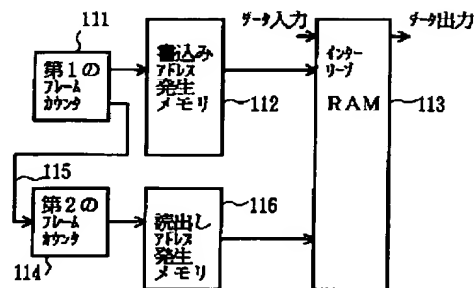 111
第1の
フレーム
カウンタ
書込み
アドレス
発生
メモリ
112
データ入力
データ出力
インター
リーブ
RAM
113
115
第2の
フレーム
カウンタ
114
116
読出し
アドレス
発生
メモリ